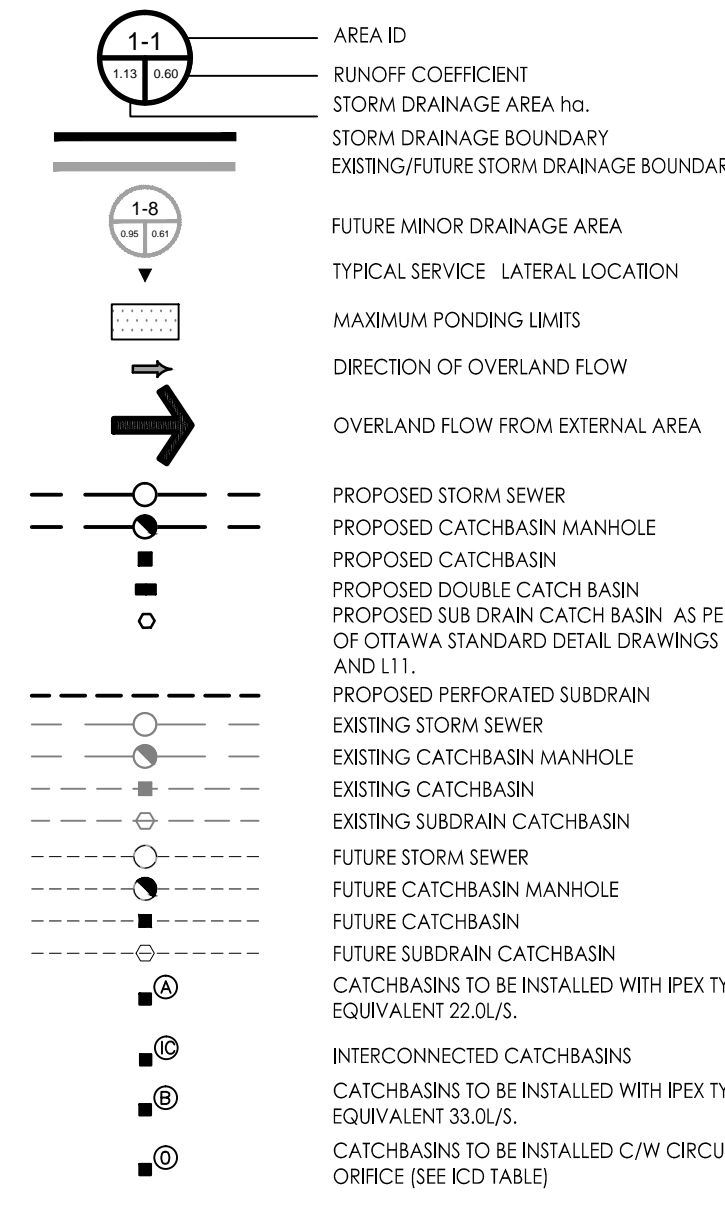 1-1
1.13 0.60
AREA ID
RUNOFF COEFFICIENT
STORM DRAINAGE AREA ha.
STORM DRAINAGE BOUNDARY
EXISTING/FUTURE STORM DRAINAGE
1-8
0.95 0.61
FUTURE MINOR DRAINAGE AREA
TYPICAL SERVICE LATERAL LOCATION
MAXIMUM PONDING LIMITS
DIRECTION OF OVERLAND FLOW
OVERLAND FLOW FROM EXTERNAL AREA
PROPOSED STORM SEWER
PROPOSED CATCHBASIN MANHOLE
PROPOSED CATCHBASIN
PROPOSED DOUBLE CATCH BASIN
PROPOSED SUB DRAIN CATCH BASIN AS
OF OTTAWA STANDARD DETAIL DRAWINGS
AND L11.
PROPOSED PERFORATED SUBDRAIN
EXISTING STORM SEWER
EXISTING CATCHBASIN MANHOLE
EXISTING CATCHBASIN
EXISTING SUBDRAIN CATCHBASIN
FUTURE STORM SEWER
FUTURE CATCHBASIN MANHOLE
FUTURE CATCHBASIN
FUTURE SUBDRAIN CATCHBASIN
A
CATCHBASINS TO BE INSTALLED WITH IPEX
EQUIVALENT 22.0L/S.
IC
INTERCONNECTED CATCHBASINS
B
CATCHBASINS TO BE INSTALLED WITH IPEX
EQUIVALENT 33.0L/S.
O
CATCHBASINS TO BE INSTALLED C/W
ORIFICE (SEE ICD TABLE)